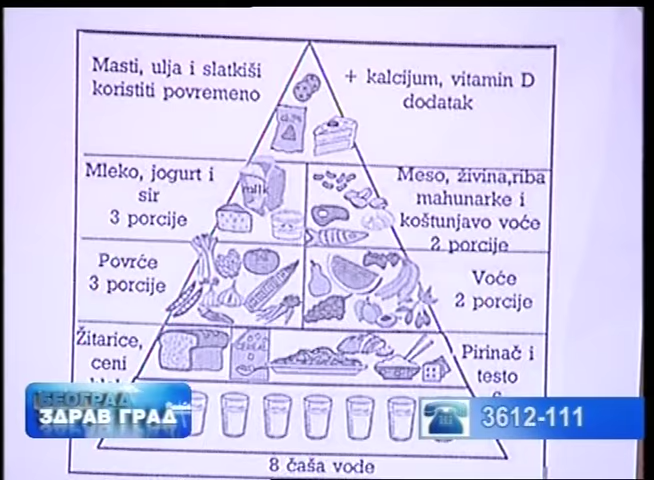 Masti, ulja i slatkiši
koristiti povremeno
+ kalcijum, vitamin D
dodatak
Mleko, jogurt i
sir
3 porcije
milk
Meso, živina,riba
mahunarke i
koštunjavo voće
2 porcije
Povrće
3 porcije
Voće
2 porcije
Žitarice,
ceni
Pirinač i
testo
БЕОГРАД
ЗДРАВ ГРАД
3612-111
8 čaša vode